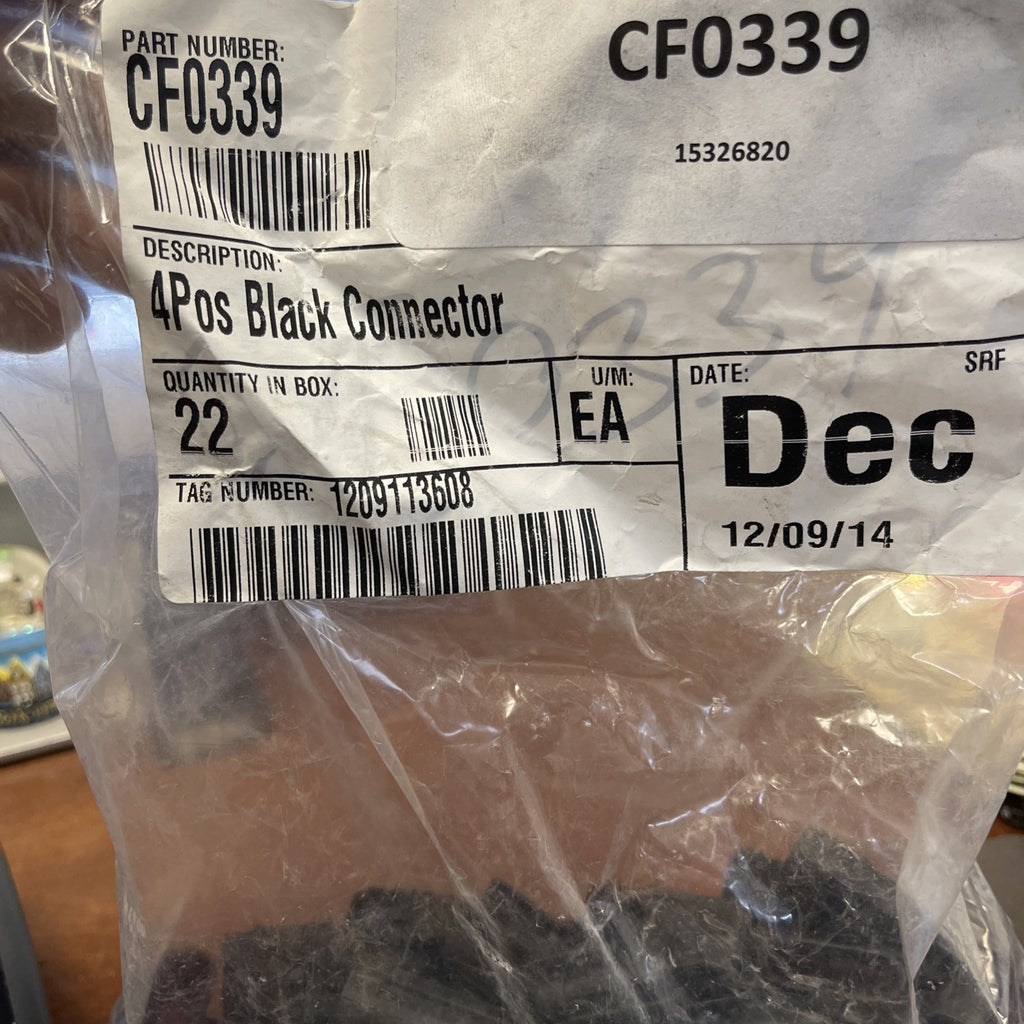 PART NUMBER:
CF0339
CF0339
15326820
DESCRIPTION:
4Pos Black Connector
QUANTITY IN BOX:
22
U/M:
EA
DATE:
SRF
Dec
12/09/14
TAG NUMBER: 1209113608